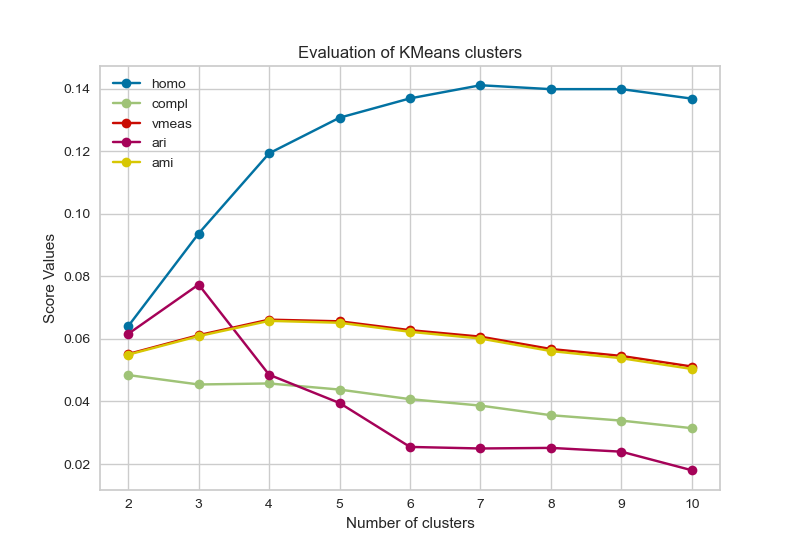 Evaluation of KMeans clusters
homo
compl
vmeas
ari
ami
Score Values
0.14
0.12
0.10
0.08
0.06
0.04
0.02
2 3 4 5 6 7 8 9 10
Number of clusters